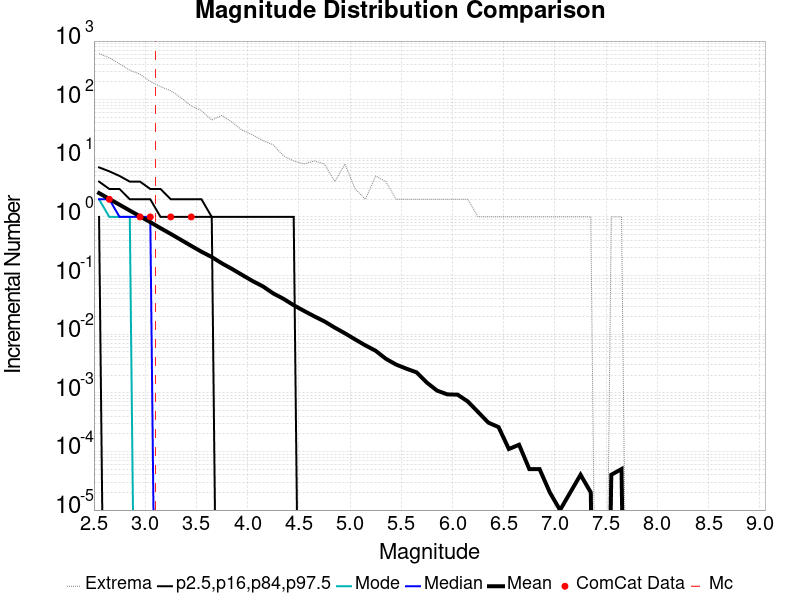 Magnitude Distribution Comparison
10^3
10^2
10^1
10^0
10^-1
10^-2
10^-3
10^-4
10^-5
Incremental Number
2.5 3.0 3.5 4.0 4.5 5.0 5.5 6.0 6.5 7.0 7.5 8.0 8.5 9.0
Magnitude
Extrema p2.5,p16,p84,p97.5 Mode Median Mean ComCat Data Mc